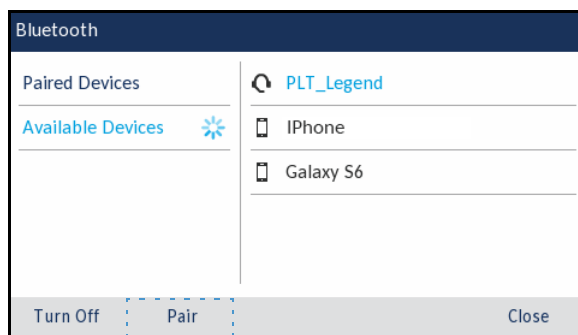 Bluetooth
Paired Devices
Available Devices
PLT_Legend
IPhone
Galaxy S6
Turn Off Pair Close